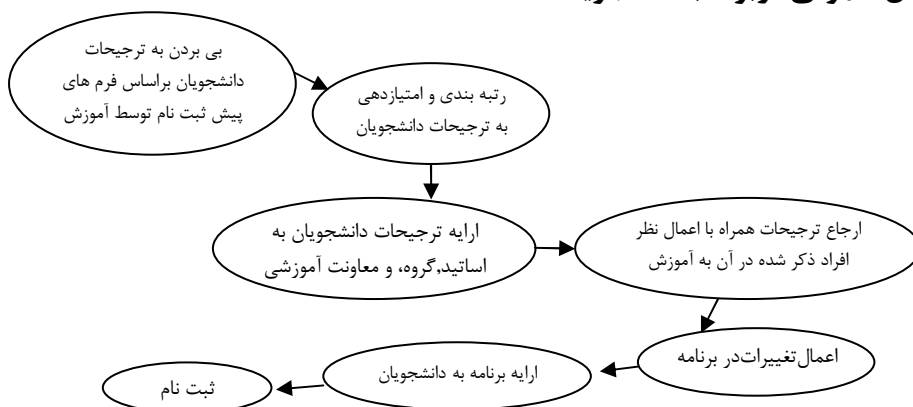 بی بردن به ترجیحات
دانشجویان براساس فرم های
پیش ثبت نام توسط آموزش
رتبه بندی و امتیازدهی
به ترجیحات دانشجویان
ارایه ترجیحات دانشجویان به
اساتید,گروه، و معاونت آموزشی
ارجاع ترجیحات همراه با اعمال نظر
افراد ذکر شده در آن به آموزش
اعمال تغییرات در برنامه
ارایه برنامه به دانشجویان
ثبت نام